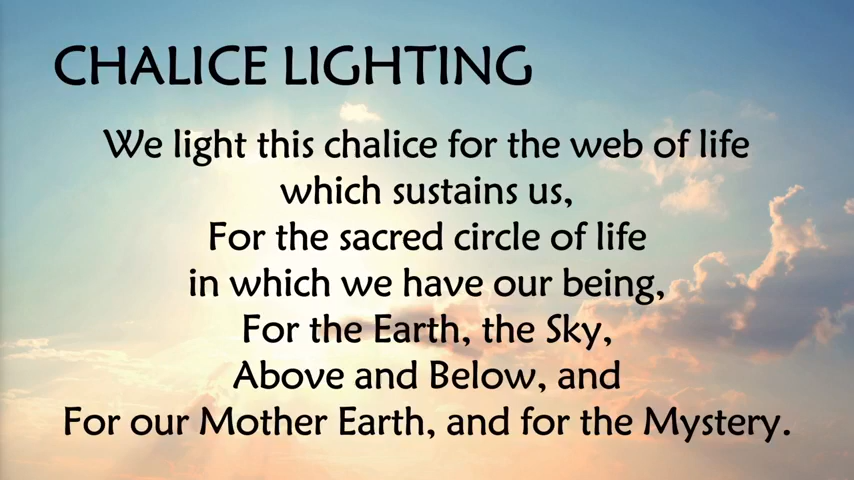 CHALICE LIGHTING
We light this chalice for the web of life
which sustains us,
For the sacred circle of life
in which we have our being,
For the Earth, the Sky,
Above and Below, and
For our Mother Earth, and for the Mystery.